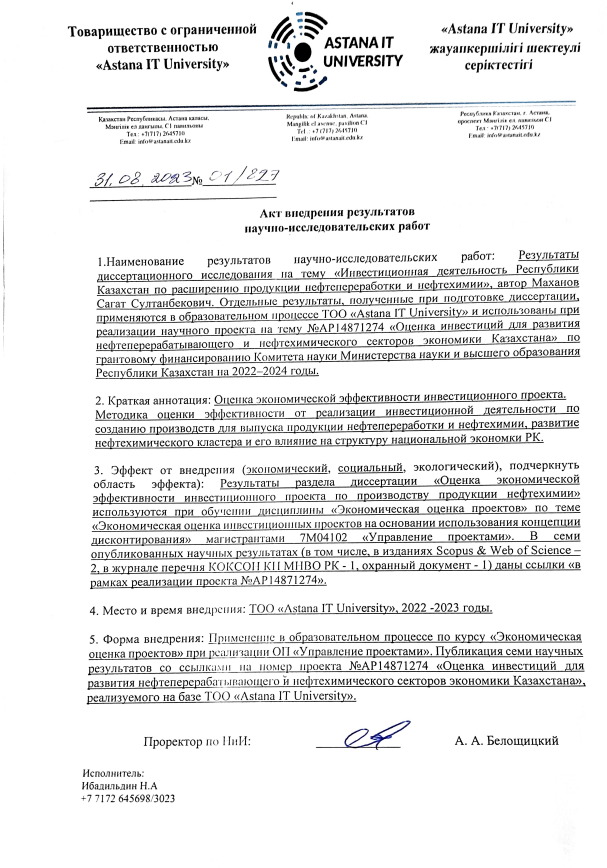 Товарищество с ограниченной
ответственностью
«Astana IT University»
ASTANA IT
UNIVERSITY
«Astana IT University»
жауапкершілігі шектеулі
серіктестігі
Қазақстан Республикасы, Астана қаласы,
Мәңгілік ел даңғылы, С1 павильоны
Тел.: +7(717) 2645710
Email: info@astanait.edu.kz
Republic of Kazakhstan, Astana
Mangilik el avenue, pavilion C1
Tel.: +7 (717) 2645710
Email: info@astanait.edu.kz
Республика Казахстан, г. Астана,
проспект Мәңгілік ел, павильон С1
Тел.: +7(717) 2645710
Email: info@astanait.edu.kz
31.08.2023 № 01/827
Акт внедрения результатов
научно-исследовательских работ
1.Наименование результатов научно-исследовательских работ: Результаты
диссертационного исследования на тему «Инвестиционная деятельность Республики
Казахстан по расширению продукции нефтепереработки и нефтехимии», автор Маханов
Сагат Султанбекович. Отдельные результаты, полученные при подготовке диссертации,
применяются в образовательном процессе ТОО «Astana IT University» и использованы при
реализации научного проекта на тему №АР14871274 «Оценка инвестиций для развития
нефтеперерабатывающего и нефтехимического секторов экономики Казахстана» по
грантовому финансированию Комитета науки Министерства науки и высшего образования
Республики Казахстан на 2022–2024 годы.
2. Краткая аннотация: Оценка экономической эффективности инвестиционного проекта.
Методика оценки эффективности от реализации инвестиционной деятельности по
созданию производств для выпуска продукции нефтепереработки и нефтехимии, развитие
нефтехимического кластера и его влияние на структуру национальной экономки РК.
3. Эффект от внедрения (экономический, социальный, экологический), подчеркнуть
область эффекта): Результаты раздела диссертации «Оценка экономической
эффективности инвестиционного проекта по производству продукции нефтехимии»
используются при обучении дисциплины «Экономическая оценка проектов» по теме
«Экономическая оценка инвестиционных проектов на основании использования концепции
дисконтирования» магистрантами 7М04102 «Управление проектами». В семи
опубликованных научных результатах (в том числе, в изданиях Scopus & Web of Science –
2, в журнале перечня КОКСОН КН МНВО РК - 1, охранный документ - 1) даны ссылки «в
рамках реализации проекта №АР14871274».
4. Место и время внедрения: ТОО «Astana IT University», 2022 -2023 годы.
5. Форма внедрения: Применение в образовательном процессе по курсу «Экономическая
оценка проектов» при реализации ОП «Управление проектами». Публикация семи научных
результатов со ссылками на номер проекта №АР14871274 «Оценка инвестиций для
развития нефтеперерабатывающего и нефтехимического секторов экономики Казахстана»,
реализуемого на базе ТОО «Astana IT University».
Проректор по НиИ:
А. А. Белощицкий
Исполнитель:
Ибадильдин Н.А
+7 7172 645698/3023